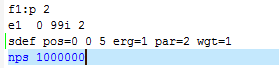 f1:p 2
e1  0 99i 2
sdef pos=0 0 5 erg=1 par=2 wgt=1
nps 1000000